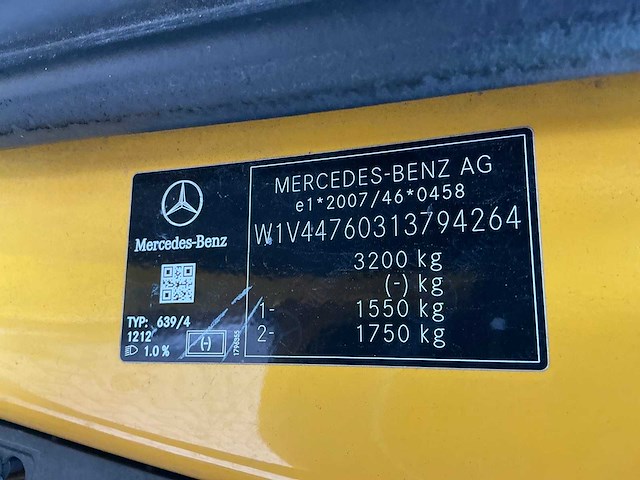 Mercedes-Benz
TYP: 639/4
1212
1.0 %
(-)
1798355
MERCEDES-BENZ AG
e1*2007/46*0458
W1V44760313794264
3200 kg
(-) kg
1- 1550 kg
2- 1750 kg